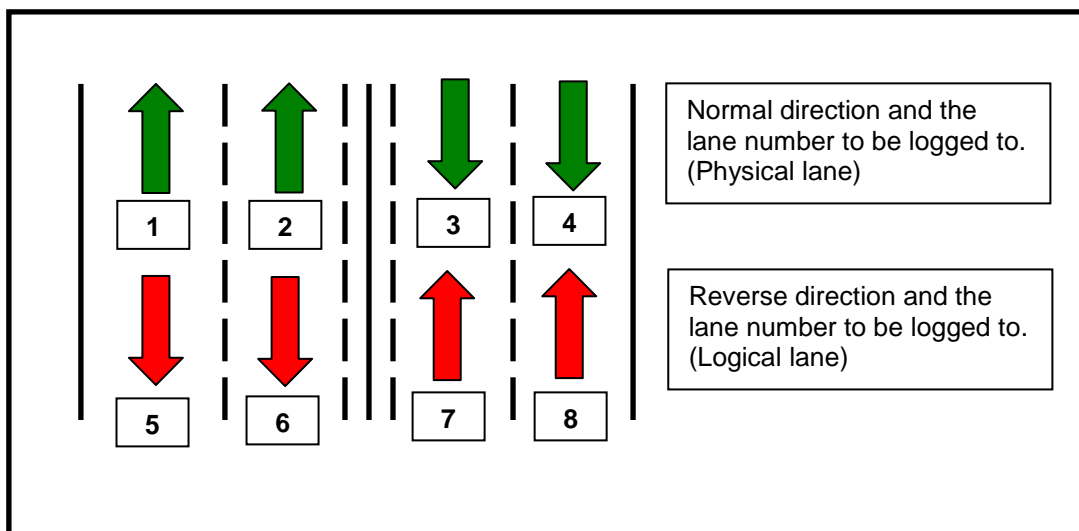 Normal direction and the
lane number to be logged to.
(Physical lane)
1
2
3
4
Reverse direction and the
lane number to be logged to.
(Logical lane)
5
6
7
8